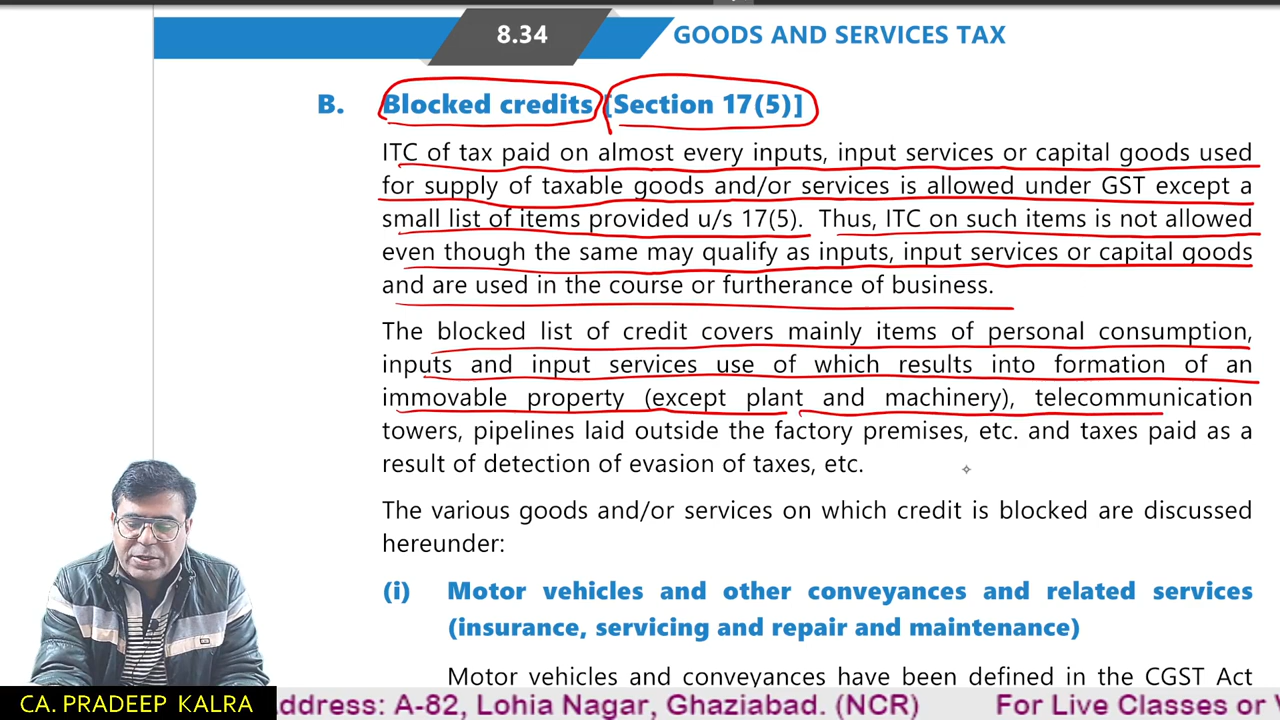 8.34
GOODS AND SERVICES TAX
B. Blocked credits [Section 17(5)]
ITC of tax paid on almost every inputs, input services or capital goods used
for supply of taxable goods and/or services is allowed under GST except a
small list of items provided u/s 17(5). Thus, ITC on such items is not allowed
even though the same may qualify as inputs, input services or capital goods
and are used in the course or furtherance of business.
The blocked list of credit covers mainly items of personal consumption,
inputs and input services use of which results into formation of an
immovable property (except plant and machinery), telecommunication
towers, pipelines laid outside the factory premises, etc. and taxes paid as a
result of detection of evasion of taxes, etc.
The various goods and/or services on which credit is blocked are discussed
hereunder:
(i) Motor vehicles and other conveyances and related services
(insurance, servicing and repair and maintenance)
Motor vehicles and conveyances have been defined in the CGST Act
CA. PRADEEP KALRA
ddress: A-82, Lohia Nagar, Ghaziabad. (NCR) For Live Classes or